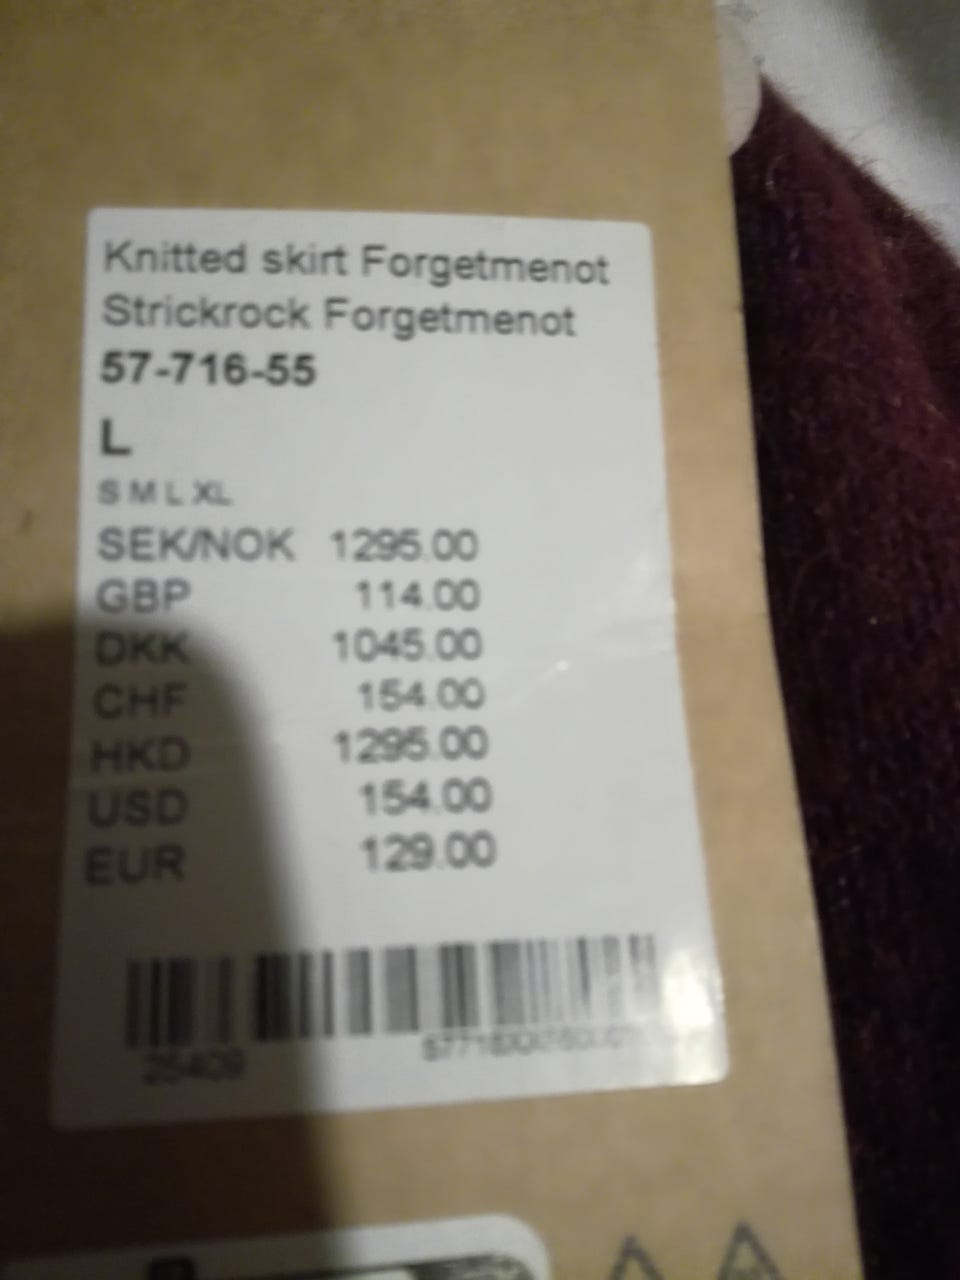 Knitted skirt Forgetmenot
Strickrock Forgetmenot
57-716-55
L
S M L XL
SEK/NOK 1295.00
GBP 114.00
DKK 1045.00
CHF 154.00
HKD 1295.00
USD 154.00
EUR 129.00
25409